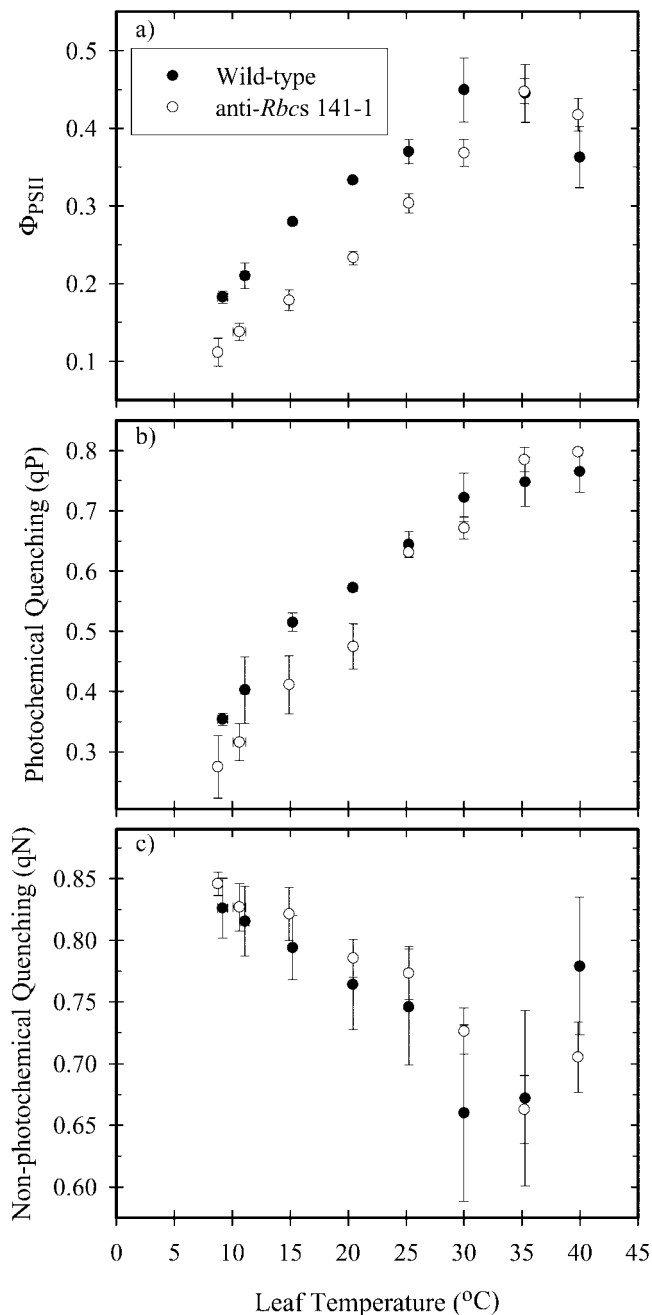 a)
Wild-type
anti-Rbcs 141-1
0.5
0.4
0.3
0.2
0.1
ΦPSII
b)
0.8
0.7
0.6
0.5
0.4
0.3
Photochemical Quenching (qP)
c)
0.85
0.80
0.75
0.70
0.65
0.60
Non-photochemical Quenching (qN)
0 5 10 15 20 25 30 35 40 45
Leaf Temperature (°C)